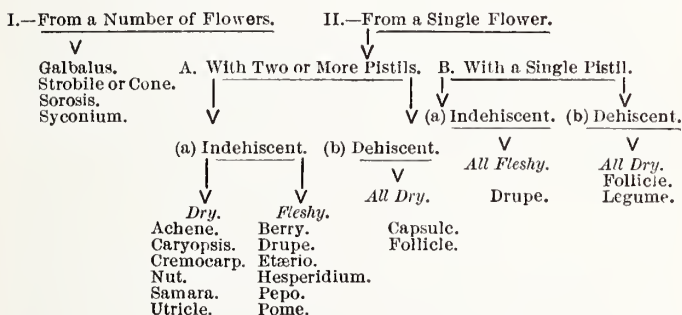 I.—From a Number of Flowers. II.—From a Single Flower.
Galbalus. A. With Two or More Pistils. B. With a Single Pistil.
Strobile or Cone.
Sorosis.
Syconium. (a) Indehiscent. (b) Dehiscent.
(a) Indehiscent. (b) Dehiscent. All Fleshy. All Dry.
Follicle.
All Dry. Drupe. Legume.
Dry. Fleshy.
Achene. Berry. Capsule.
Caryopsis. Drupe. Follicle.
Cremocarp. Etærio.
Nut. Hesperidium.
Samara. Pepo.
Utricle. Pome.